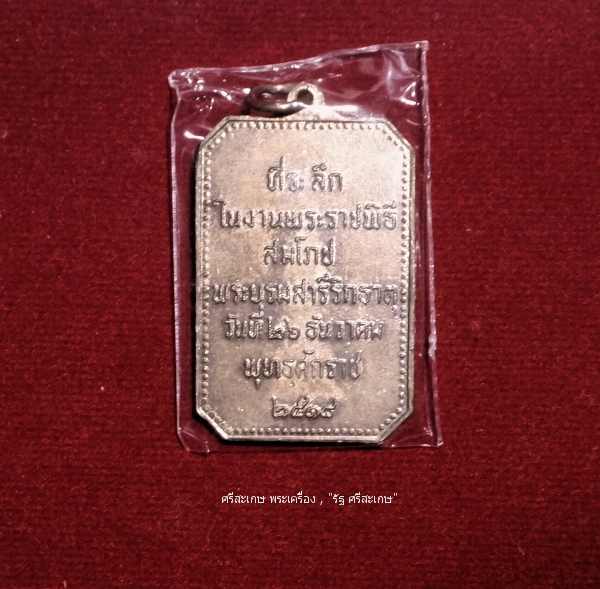 ที่ระลึก
ในงานพระราชพิธี
สมโภช
พระบรมสารีริกธาตุ
วันที่ ๒๖ ธันวาคม
พุทธศักราช
๒๕๑๘
ศรีสะเกษ พระเครื่อง , "รัฐ ศรีสะเกษ"